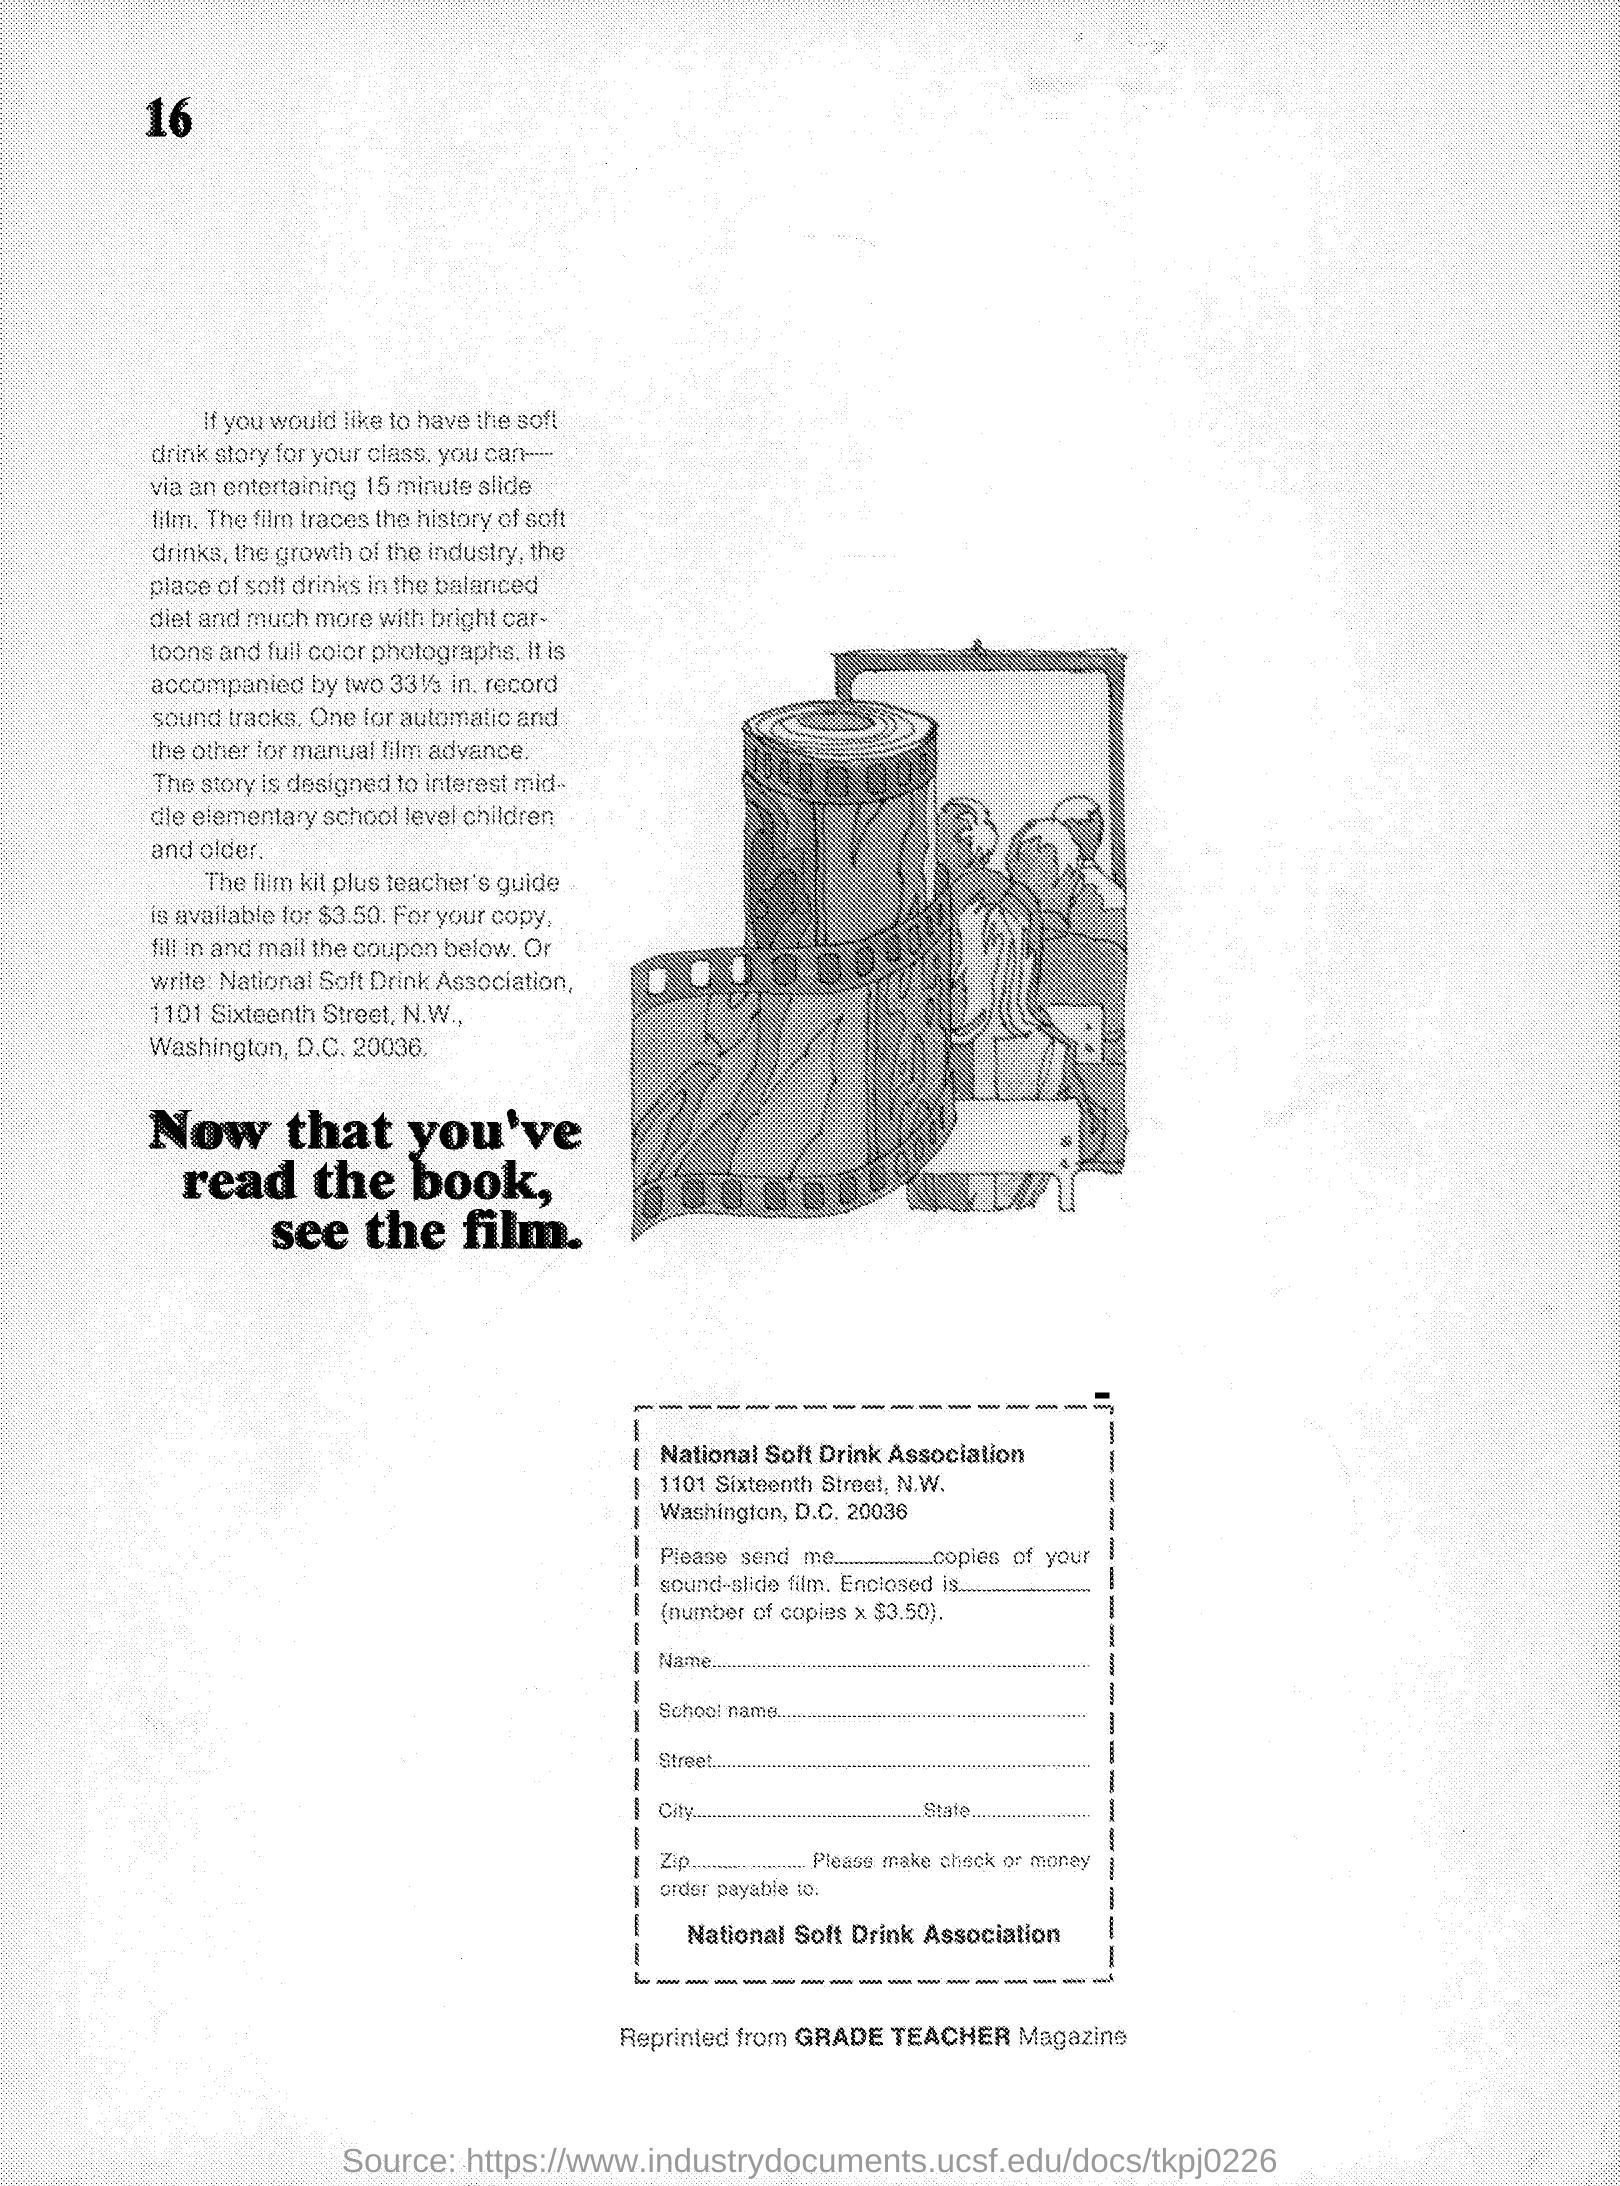 16
If you would like to have the soft
drink story for your class, you can—
via an entertaining 15 minute slide
film. The film traces the history of soft
drinks, the growth of the industry, the
place of soft drinks in the balanced
diet and much more with bright car-
toons and full color photographs. It is
accompanied by two 33⅓ in. record
sound tracks. One for automatic and
the other for manual film advance.
The story is designed to interest mid-
dle elementary school level children
and older.
The film kit plus teacher's guide
is available for $3.50. For your copy,
fill in and mail the coupon below. Or
write: National Soft Drink Association,
1101 Sixteenth Street, N.W.,
Washington, D.C. 20036.
Now that you've
read the book,
see the film.
National Soft Drink Association
1101 Sixteenth Street, N.W.
Washington, D.C. 20036
Please send me copies of your
sound-slide film. Enclosed is
(number of copies x $3.50).
Name
School name
Street
City State
Zip Please make check or money
order payable to.
National Soft Drink Association
Reprinted from GRADE TEACHER Magazine
Source: https://www.industrydocuments.ucsf.edu/docs/tkpj0226